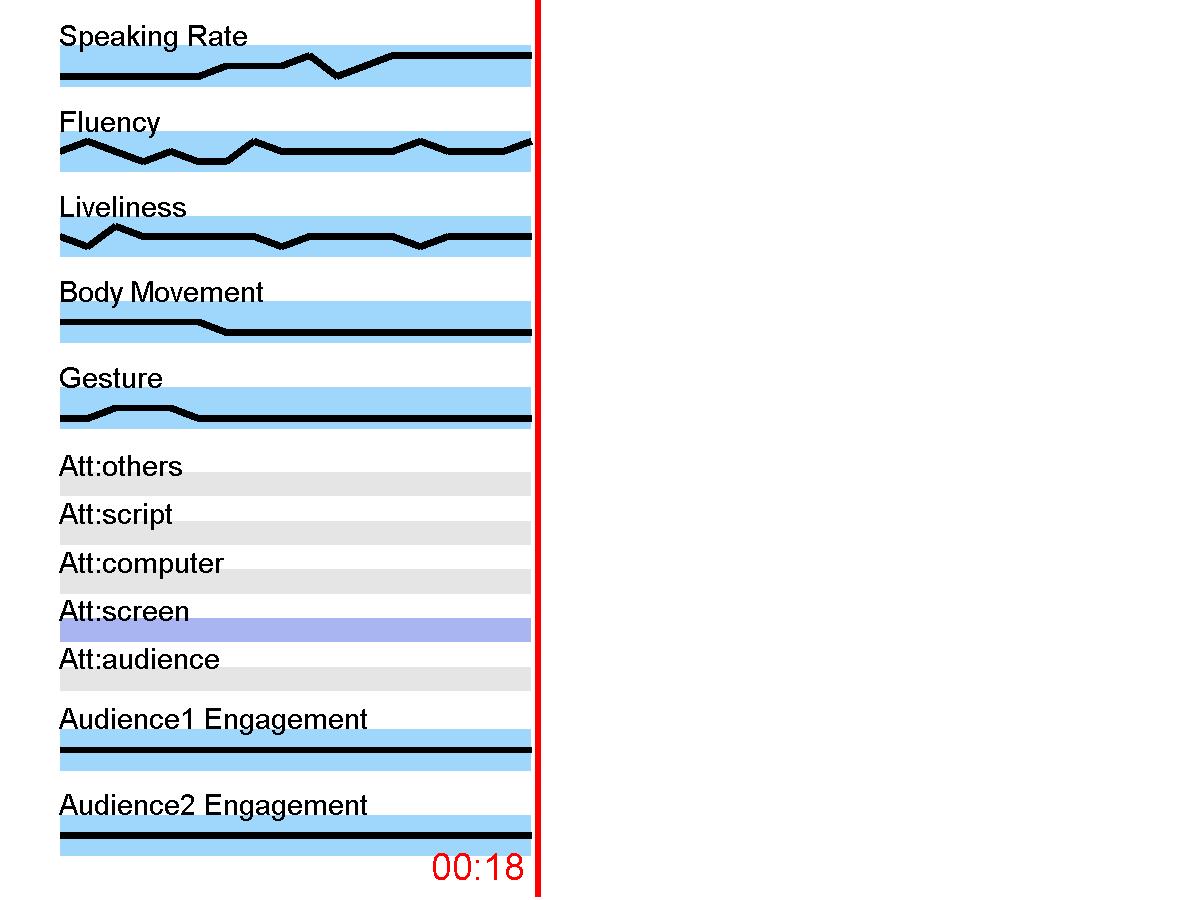 Speaking Rate
Fluency
Liveliness
Body Movement
Gesture
Att:others
Att:script
Att:computer
Att:screen
Att:audience
Audience1 Engagement
Audience2 Engagement
00:18